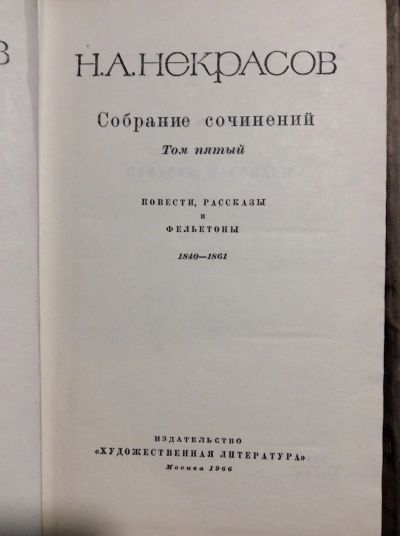 В
Н.А.НЕКРАСОВ
Собрание сочинений
Том пятый
ПОВЕСТИ, РАССКАЗЫ
И
ФЕЛЬЕТОНЫ
1840—1861
ИЗДАТЕЛЬСТВО
«ХУДОЖЕСТВЕННАЯ ЛИТЕРАТУРА»
Москва 1966